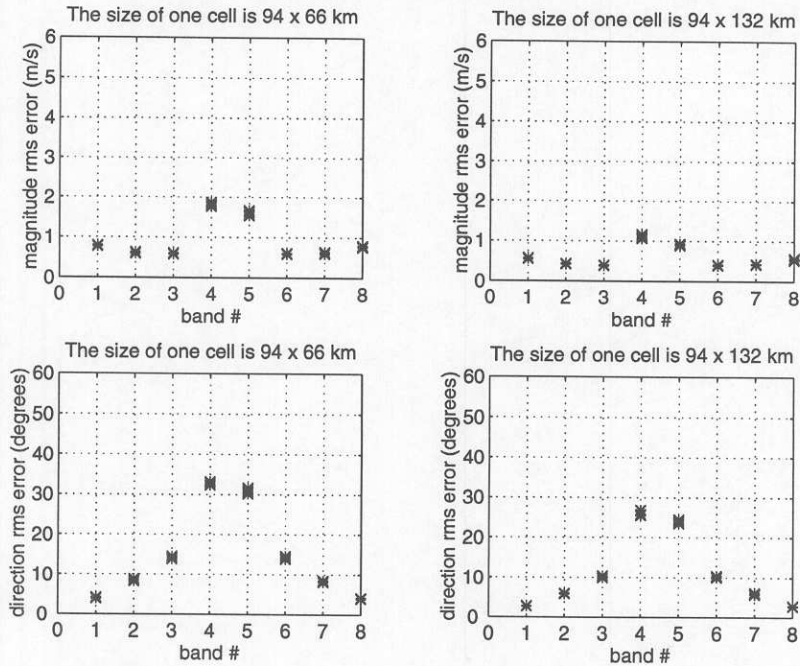 The size of one cell is 94 x 66 km
magnitude rms error (m/s)
6
5
4
3
2
1
0
0 1 2 3 4 5 6 7 8
band #
The size of one cell is 94 x 132 km
magnitude rms error (m/s)
6
5
4
3
2
1
0
0 1 2 3 4 5 6 7 8
band #
The size of one cell is 94 x 66 km
direction rms error (degrees)
60
50
40
30
20
10
0
0 1 2 3 4 5 6 7 8
band #
The size of one cell is 94 x 132 km
direction rms error (degrees)
60
50
40
30
20
10
0
0 1 2 3 4 5 6 7 8
band #